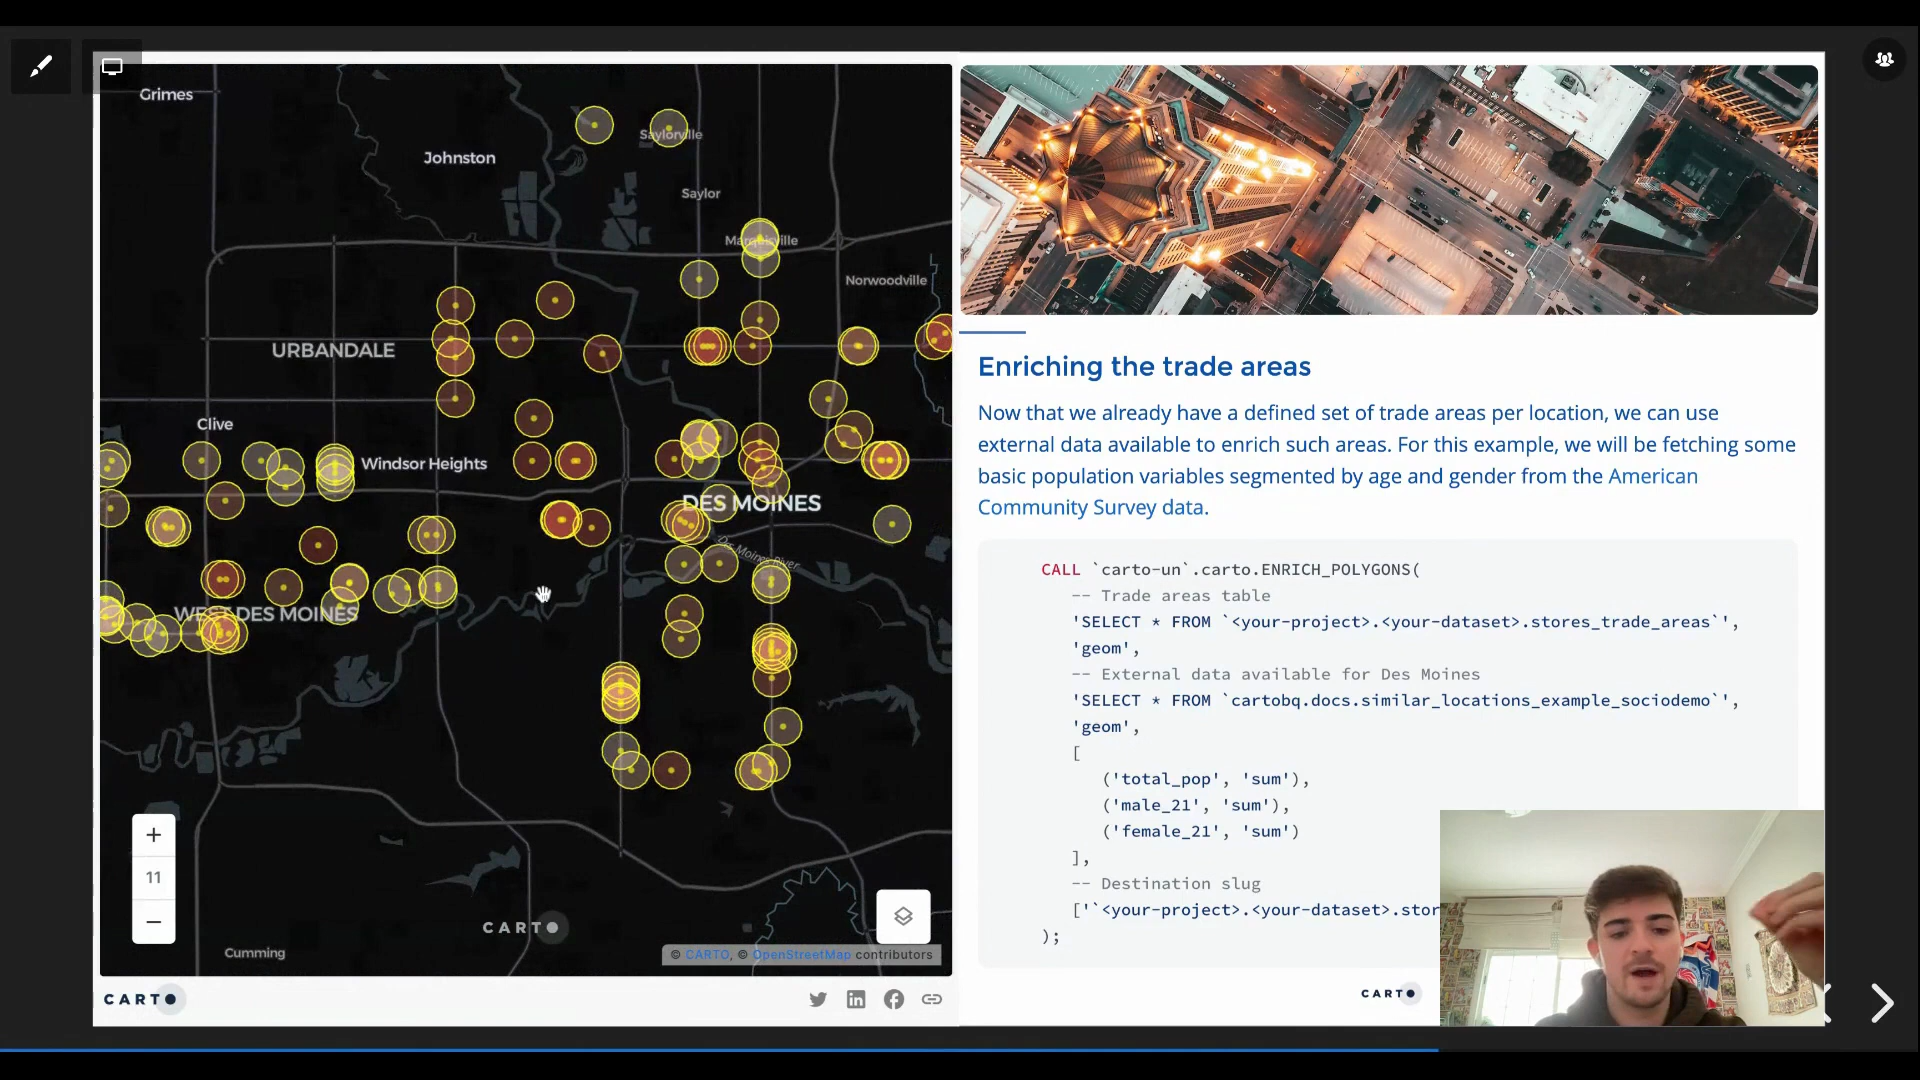 Grimes
Saylorville
Johnston
Saylor
Marquisville
Norwoodville
URBANDALE
Clive
Windsor Heights
DES MOINES
Des Moines River
WEST DES MOINES
+
11
−
CARTO
Cumming
© CARTO, © OpenStreetMap contributors
CARTO
Enriching the trade areas
Now that we already have a defined set of trade areas per location, we can use
external data available to enrich such areas. For this example, we will be fetching some
basic population variables segmented by age and gender from the American
Community Survey data.
CALL `carto-un`.carto.ENRICH_POLYGONS(
-- Trade areas table
'SELECT * FROM `<your-project>.<your-dataset>.stores_trade_areas`',
'geom',
-- External data available for Des Moines
'SELECT * FROM `cartobq.docs.similar_locations_example_sociodemo`',
'geom',
[
('total_pop', 'sum'),
('male_21', 'sum'),
('female_21', 'sum')
],
-- Destination slug
['`<your-project>.<your-dataset>.stor
);
CARTO